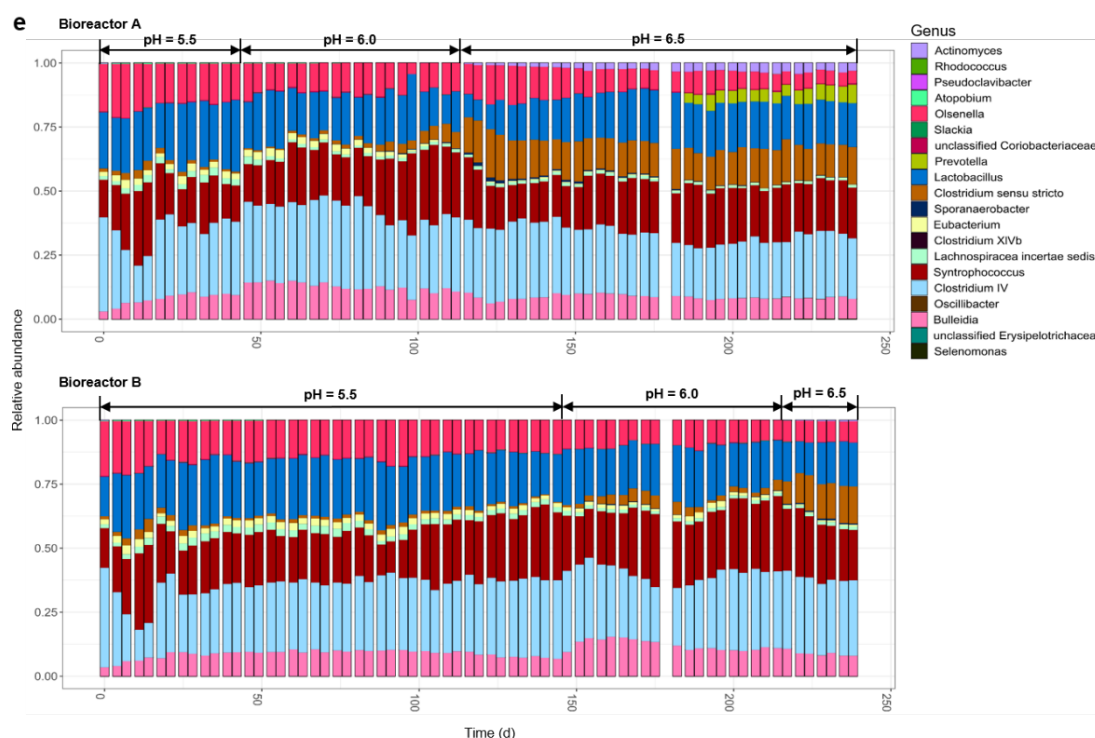 e
Bioreactor A
pH = 5.5
pH = 6.0
pH = 6.5
1.00
0.75
0.50
0.25
0.00
0
50
100
150
200
250
Relative abundance
Bioreactor B
pH = 5.5
pH = 6.0
pH = 6.5
1.00
0.75
0.50
0.25
0.00
0
50
100
150
200
250
Time (d)
Genus
Actinomyces
Rhodococcus
Pseudoclavibacter
Atopobium
Olsenella
Slackia
unclassified Coriobacteriaceae
Prevotella
Lactobacillus
Clostridium sensu stricto
Sporanaerobacter
Eubacterium
Clostridium XIVb
Lachnospiracea incertae sedis
Syntrophococcus
Clostridium IV
Oscillibacter
Bulleidia
unclassified Erysipelotrichacea
Selenomonas